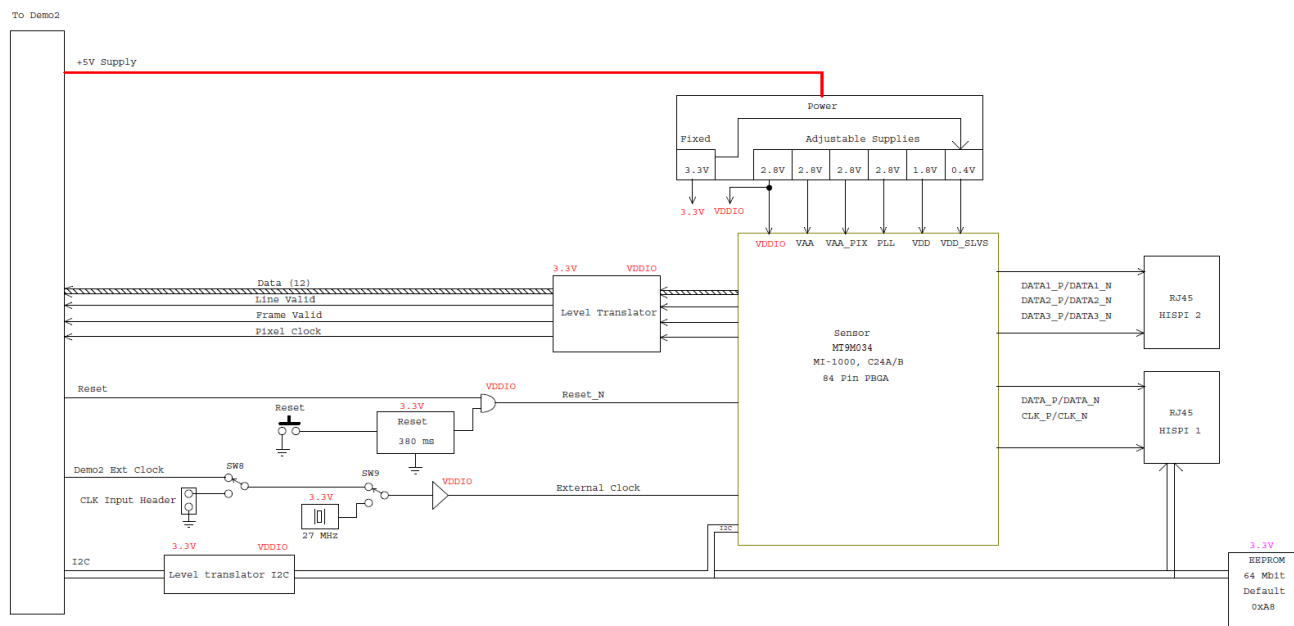 To Demo2
+5V Supply
Power
Fixed
Adjustable Supplies
3.3V
2.8V
2.8V
2.8V
2.8V
1.8V
0.4V
3.3V
VDDIO
VDDIO
VAA
VAA_PIX
PLL
VDD
VDD_SLVS
3.3V
VDDIO
Level Translator
Data (12)
Line Valid
Frame Valid
Pixel Clock
Sensor
MT9M034
MI-1000, C24A/B
84 Pin PBGA
DATA1_P/DATA1_N
DATA2_P/DATA2_N
DATA3_P/DATA3_N
RJ45
HISPI 2
DATA_P/DATA_N
CLK_P/CLK_N
RJ45
HISPI 1
Reset
VDDIO
Reset_N
Reset
3.3V
Reset
380 ms
Demo2 Ext Clock
SW8
SW9
VDDIO
External Clock
CLK Input Header
3.3V
27 MHz
I2C
I2C
3.3V
VDDIO
Level translator I2C
3.3V
EEPROM
64 Mbit
Default
0xA8